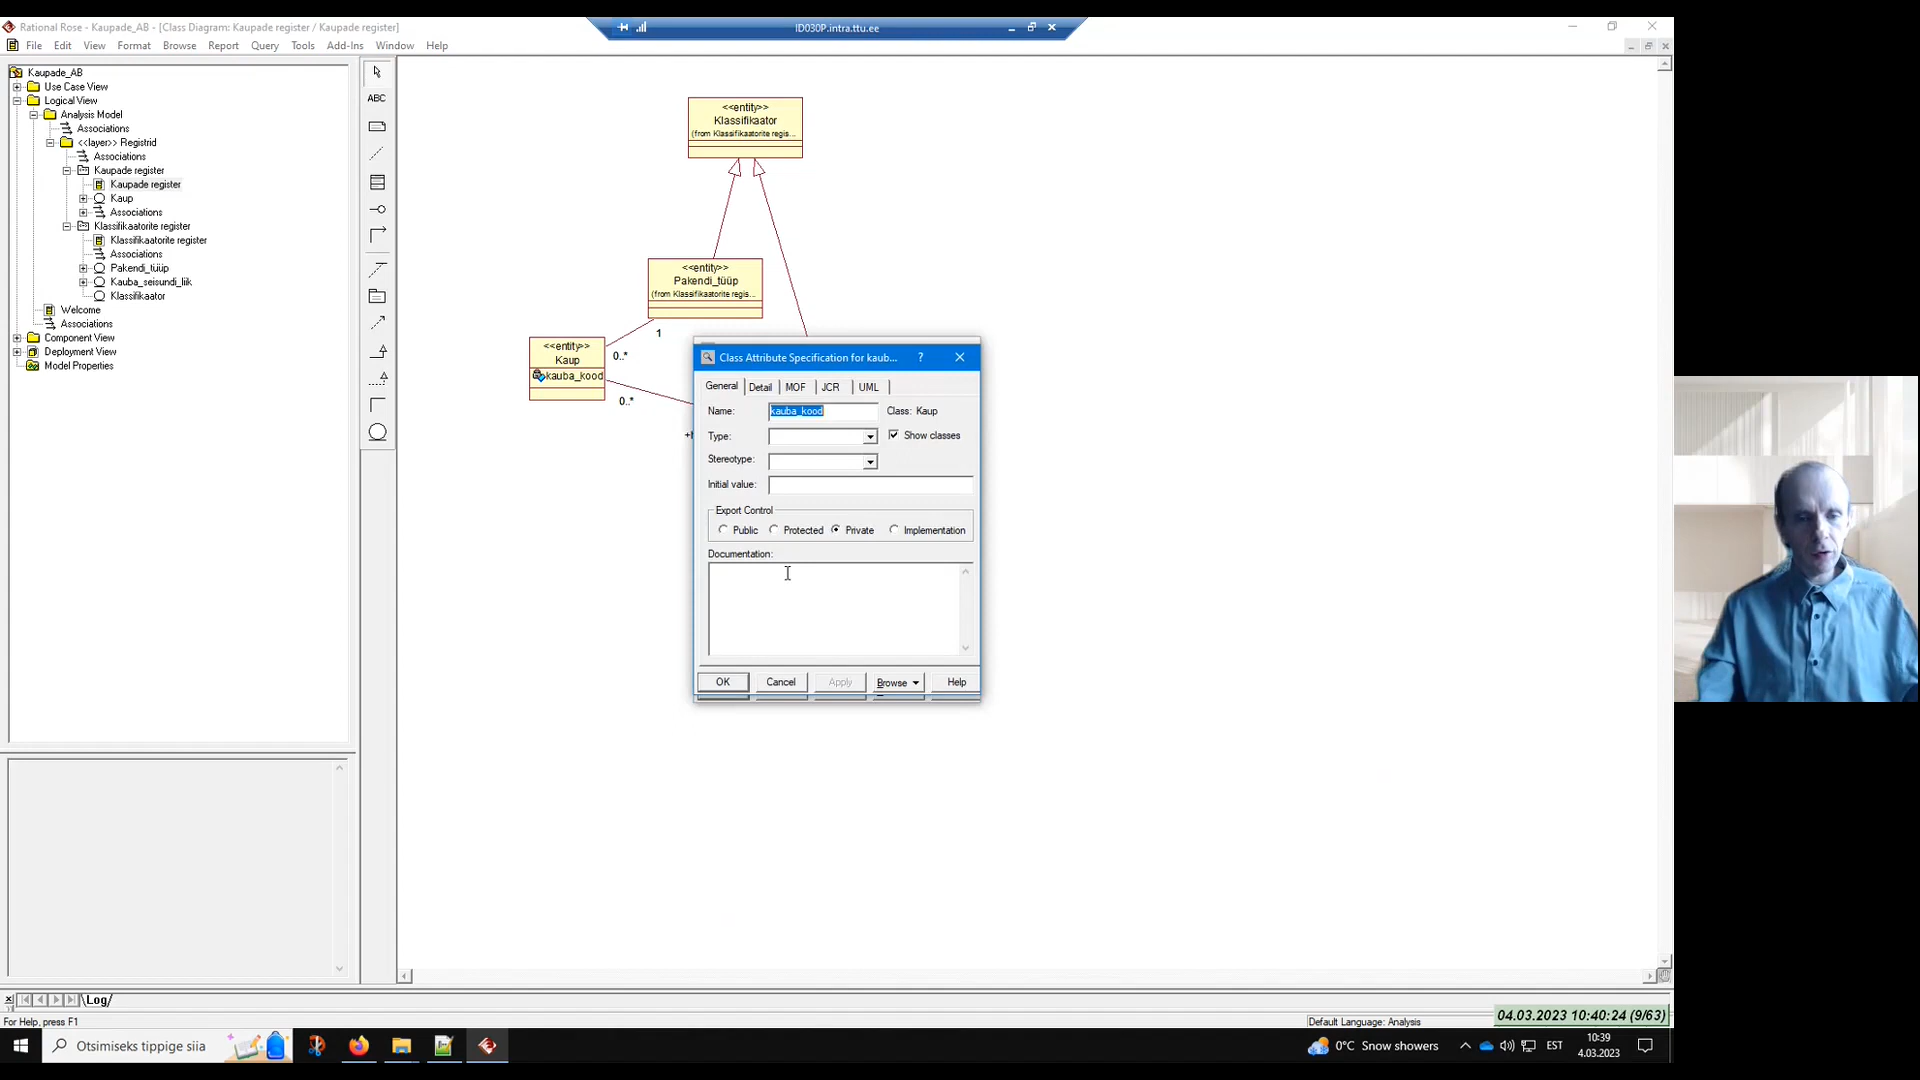 Rational Rose - Kaupade_AB - [Class Diagram: Kaupade register / Kaupade register]
ID030P.intra.ttu.ee
File Edit View Format Browse Report Query Tools Add-Ins Window Help
Kaupade_AB
Use Case View
Logical View
Analysis Model
Associations
<<layer>> Registrid
Associations
Kaupade register
Kaupade register
Kaup
Associations
Klassifikaatorite register
Klassifikaatorite register
Associations
Pakendi_tüüp
Kauba_seisundi_liik
Klassifikaator
Welcome
Associations
Component View
Deployment View
Model Properties
ABC
<<entity>>
Klassifikaator
(from Klassifikaatorite regis...
<<entity>>
Pakendi_tüüp
(from Klassifikaatorite regis...
1
0..*
<<entity>>
Kaup
kauba_kood
0..*
Class Attribute Specification for kaub...
General Detail MOF JCR UML
Name: kauba_kood Class: Kaup
Type: Show classes
Stereotype:
Initial value:
Export Control
Public Protected Private Implementation
Documentation:
OK Cancel Apply Browse Help
Log
For Help, press F1
Default Language: Analysis
04.03.2023 10:40:24 (9/63)
Otsimiseks tippige siia
0°C Snow showers
EST
10:39
4.03.2023